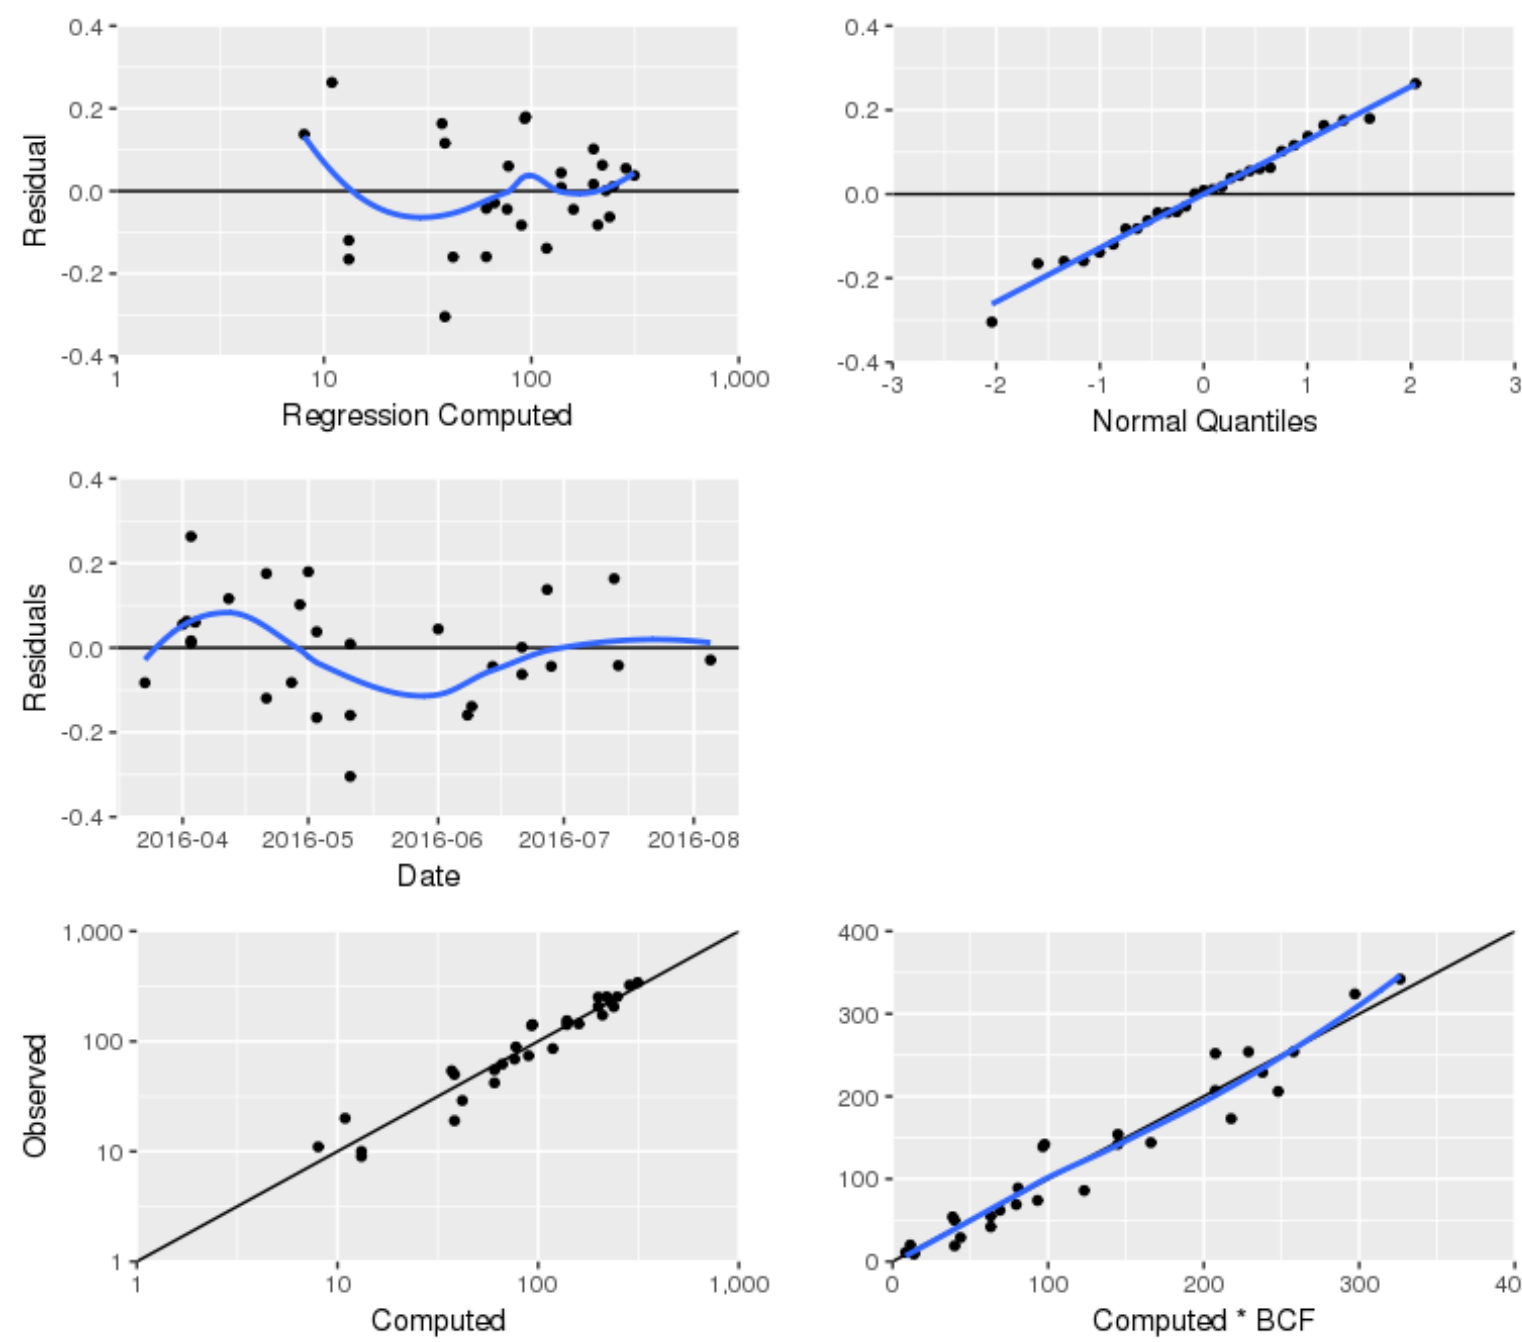 0.4
0.2
0.0
-0.2
-0.4
Residual
1 10 100 1,000
Regression Computed
0.4
0.2
0.0
-0.2
-0.4
-3 -2 -1 0 1 2 3
Normal Quantiles
0.4
0.2
0.0
-0.2
-0.4
Residuals
2016-04 2016-05 2016-06 2016-07 2016-08
Date
1,000
100
10
1
Observed
1 10 100 1,000
Computed
400
300
200
100
0
0 100 200 300 40
Computed * BCF